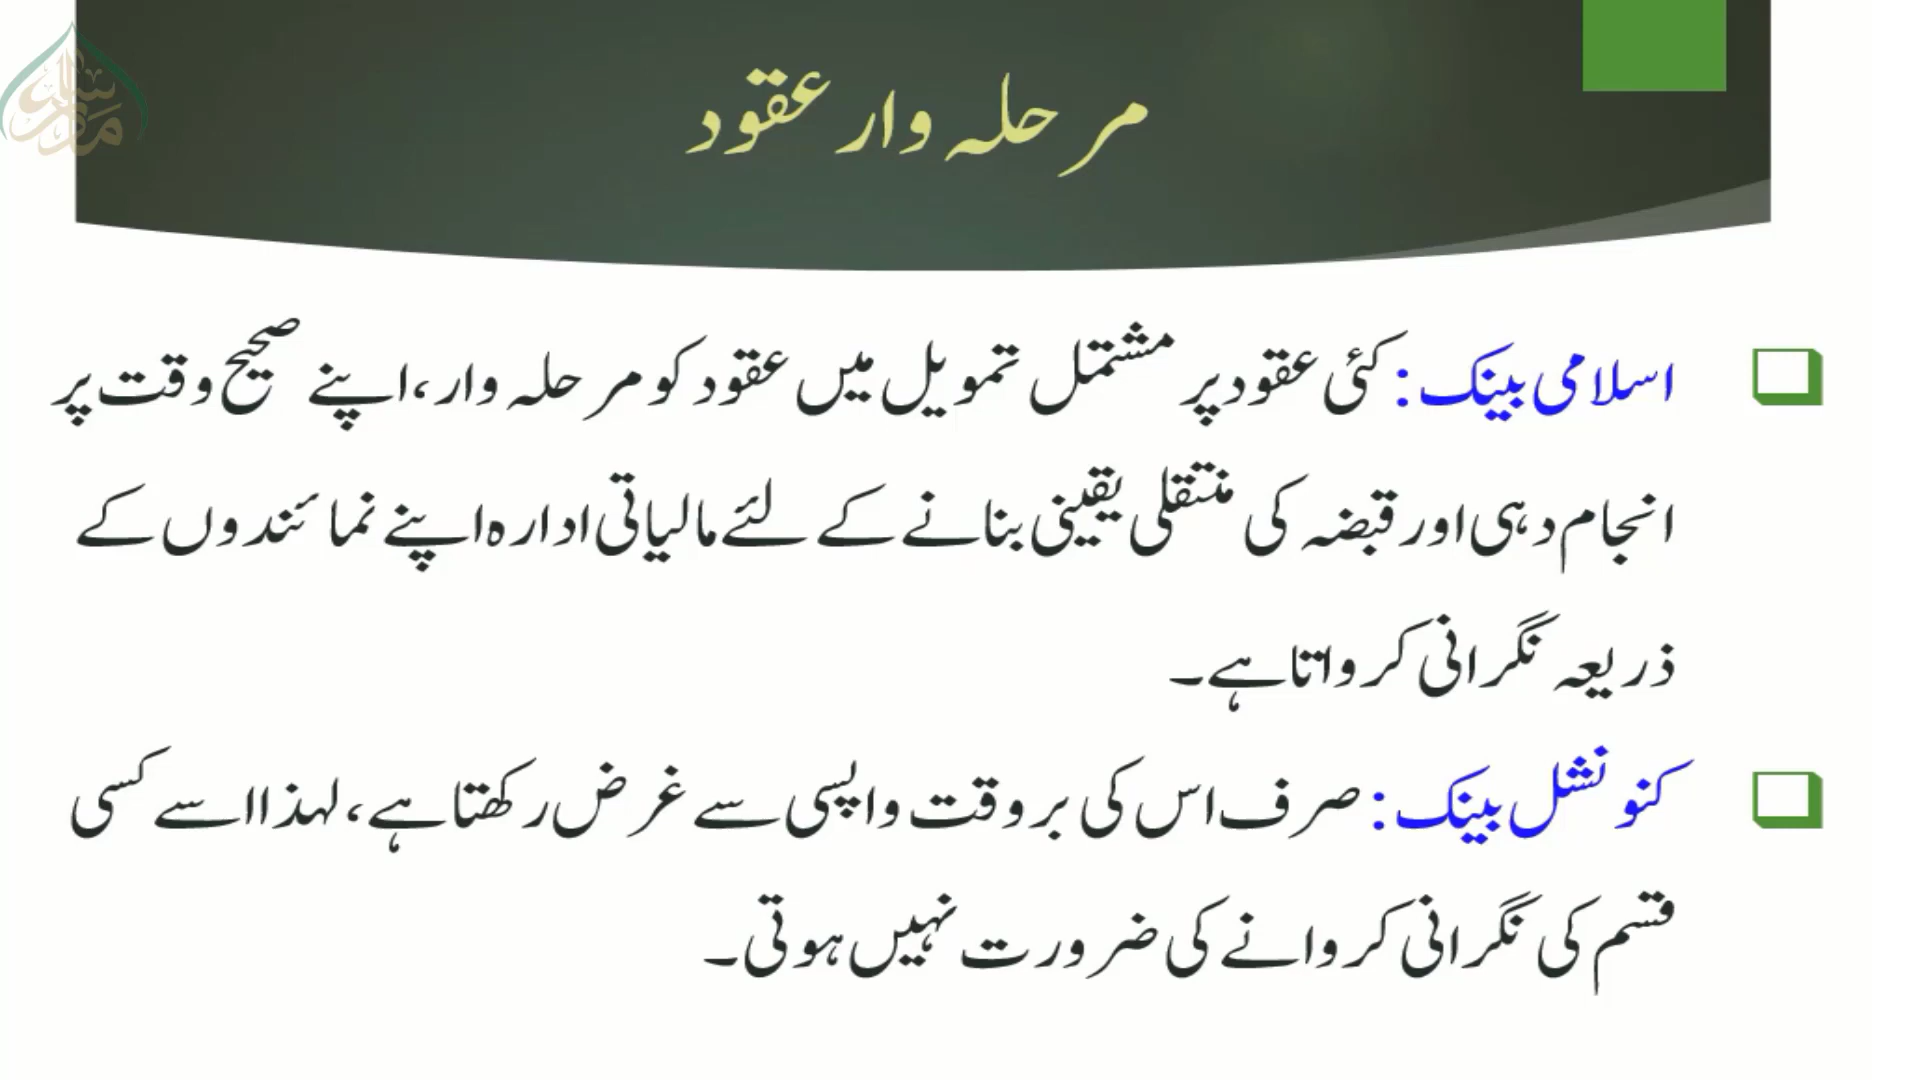 مرحلہ وار عقود
اسلامی بینک: کئی عقود پر مشتمل تمویل میں عقود کو مرحلہ وار، اپنے صحیح وقت پر
انجام دہی اور قبضہ کی منتقلی یقینی بنانے کے لئے مالیاتی ادارہ اپنے نمائندوں کے
ذریعہ نگرانی کرواتا ہے۔
کنونشل بینک: صرف اس کی بر وقت واپسی سے غرض رکھتا ہے، لہذا اسے کسی
قسم کی نگرانی کروانے کی ضرورت نہیں ہوتی۔